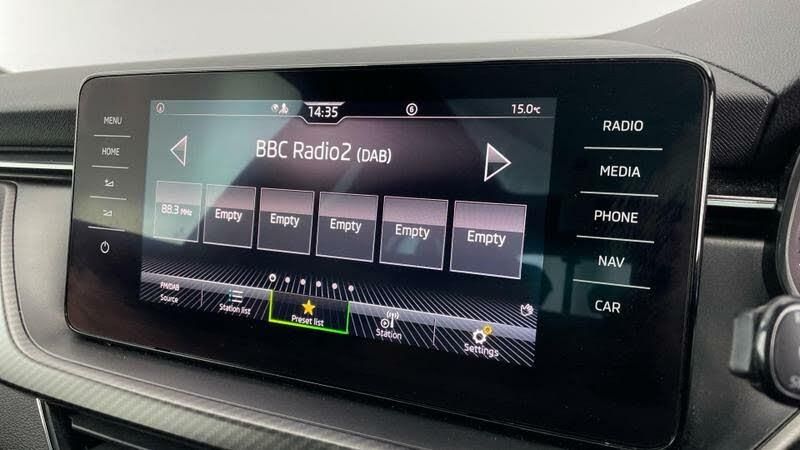 MENU
HOME
14:35
6
15.0°C
BBC Radio2 (DAB)
88.3 MHz
Empty
Empty
Empty
Empty
Empty
FM/DAB
Source
Station list
Preset list
Station
Settings
RADIO
MEDIA
PHONE
NAV
CAR